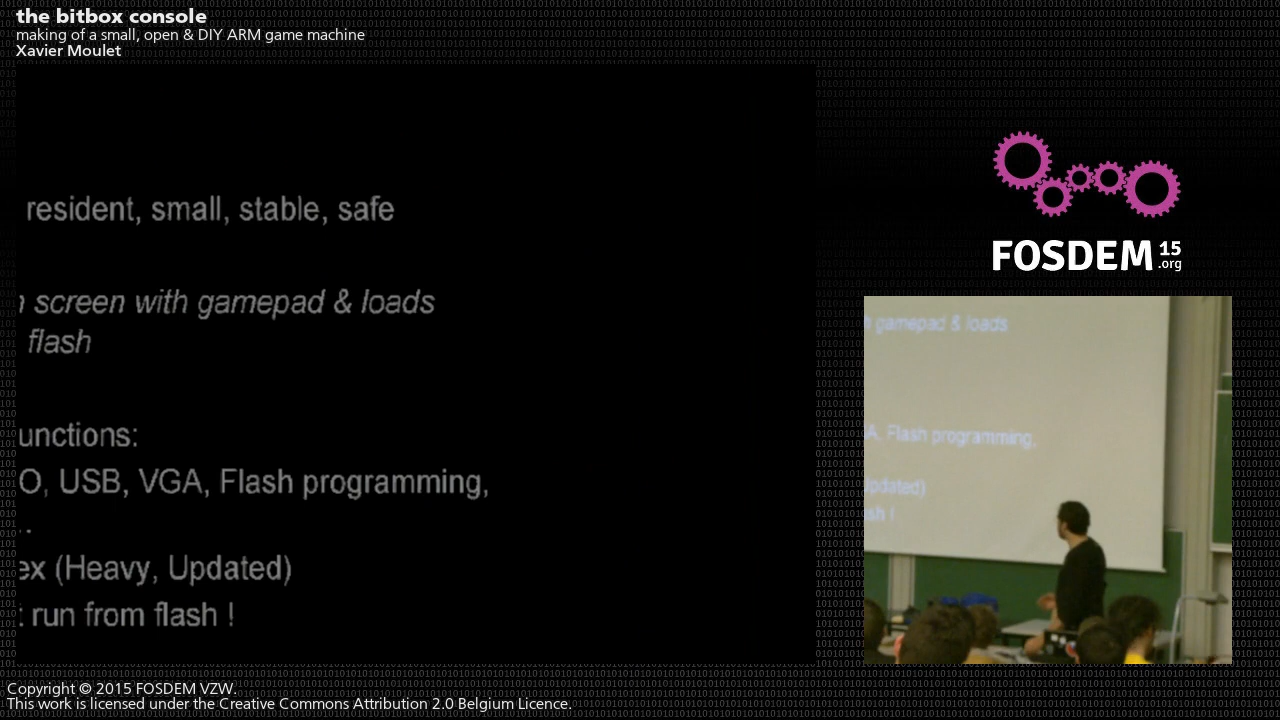 the bitbox console
making of a small, open & DIY ARM game machine
Xavier Moulet
resident, small, stable, safe
screen with gamepad & loads
flash
unctions:
O, USB, VGA, Flash programming,
ex (Heavy, Updated)
run from flash !
FOSDEM 15
.org
gamepad & loads
A, Flash programming,
pdated)
sh !
Copyright © 2015 FOSDEM VZW.
This work is licensed under the Creative Commons Attribution 2.0 Belgium Licence.